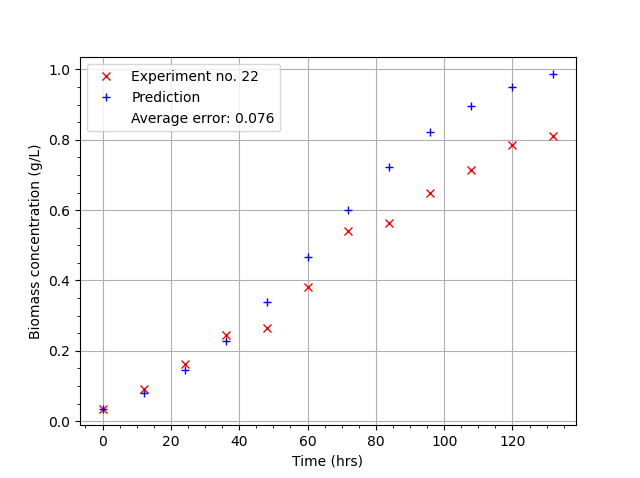 Experiment no. 22
Prediction
Average error: 0.076
Biomass concentration (g/L)
1.0
0.8
0.6
0.4
0.2
0.0
0 20 40 60 80 100 120
Time (hrs)